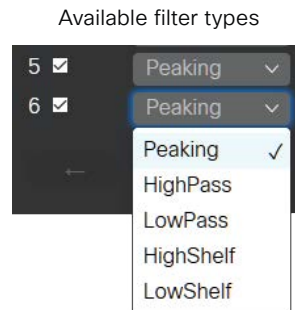 Available filter types
5 Peaking
6 Peaking
Peaking
HighPass
LowPass
HighShelf
LowShelf